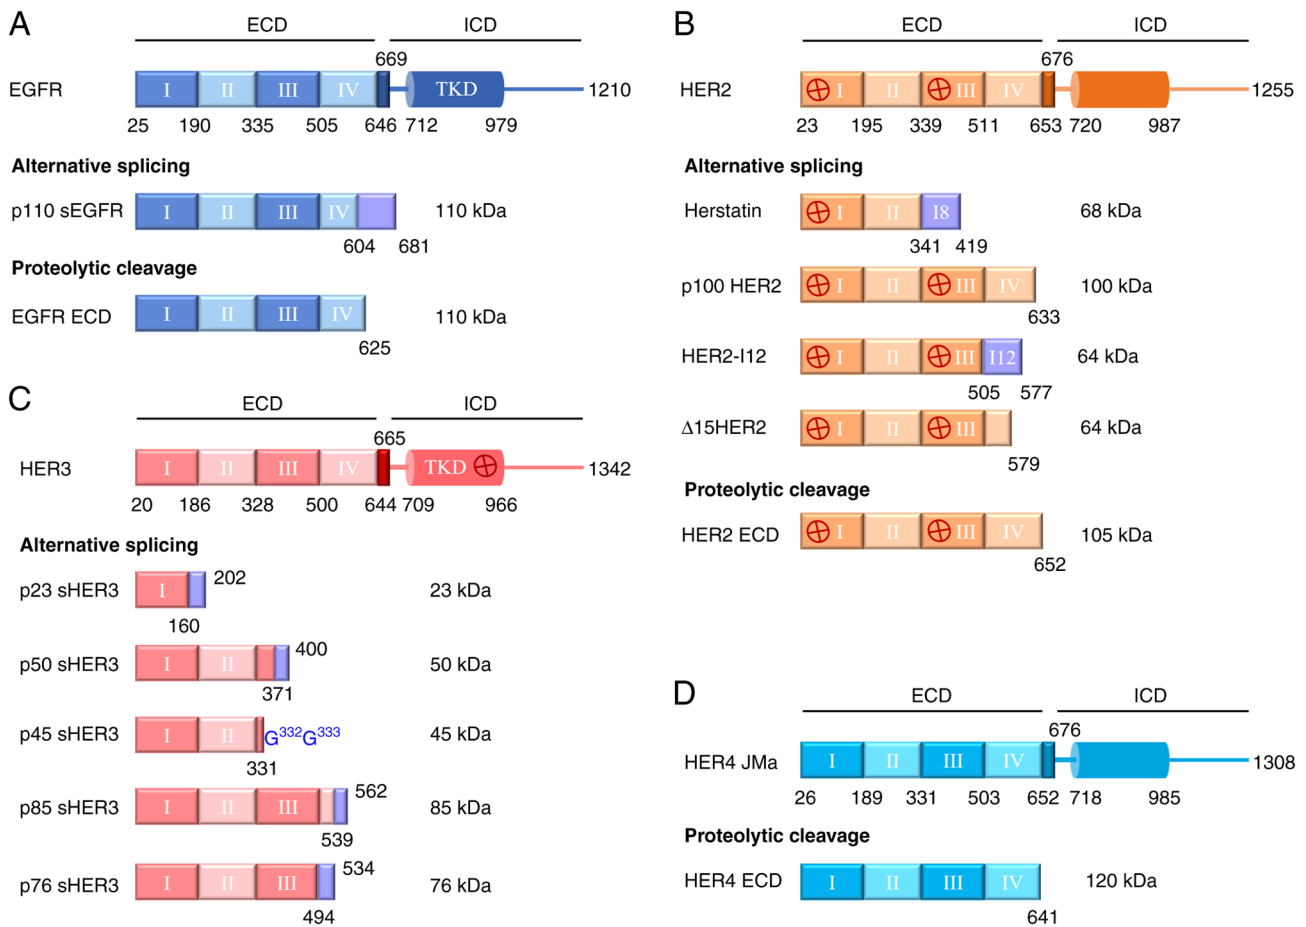 A
ECD ICD
669
EGFR I II III IV TKD 1210
25 190 335 505 646 712 979
Alternative splicing
p110 sEGFR I II III IV 110 kDa
604 681
Proteolytic cleavage
EGFR ECD I II III IV 110 kDa
625
B
ECD ICD
676
HER2 I II III IV 1255
23 195 339 511 653 720 987
Alternative splicing
Herstatin I II I8 68 kDa
341 419
p100 HER2 I II III IV 100 kDa
633
HER2-I12 I II III I12 64 kDa
505 577
Δ15HER2 I II III 64 kDa
579
Proteolytic cleavage
HER2 ECD I II III IV 105 kDa
652
C
ECD ICD
665
HER3 I II III IV TKD 1342
20 186 328 500 644 709 966
Alternative splicing
p23 sHER3 I 202 23 kDa
160
p50 sHER3 I II 400 50 kDa
371
p45 sHER3 I II G332G333 45 kDa
331
p85 sHER3 I II III 562 85 kDa
539
p76 sHER3 I II III 534 76 kDa
494
D
ECD ICD
676
HER4 JMa I II III IV 1308
26 189 331 503 652 718 985
Proteolytic cleavage
HER4 ECD I II III IV 120 kDa
641